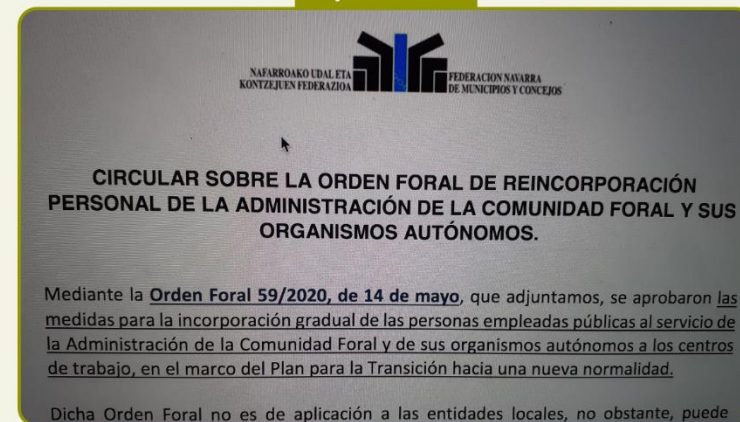 NAFARROAKO UDAL ETA
KONTZEJUEN FEDERAZIOA
FEDERACION NAVARRA
DE MUNICIPIOS Y CONCEJOS
CIRCULAR SOBRE LA ORDEN FORAL DE REINCORPORACIÓN
PERSONAL DE LA ADMINISTRACIÓN DE LA COMUNIDAD FORAL Y SUS
ORGANISMOS AUTÓNOMOS.
Mediante la Orden Foral 59/2020, de 14 de mayo, que adjuntamos, se aprobaron las
medidas para la incorporación gradual de las personas empleadas públicas al servicio de
la Administración de la Comunidad Foral y de sus organismos autónomos a los centros
de trabajo, en el marco del Plan para la Transición hacia una nueva normalidad.
Dicha Orden Foral no es de aplicación a las entidades locales, no obstante, puede